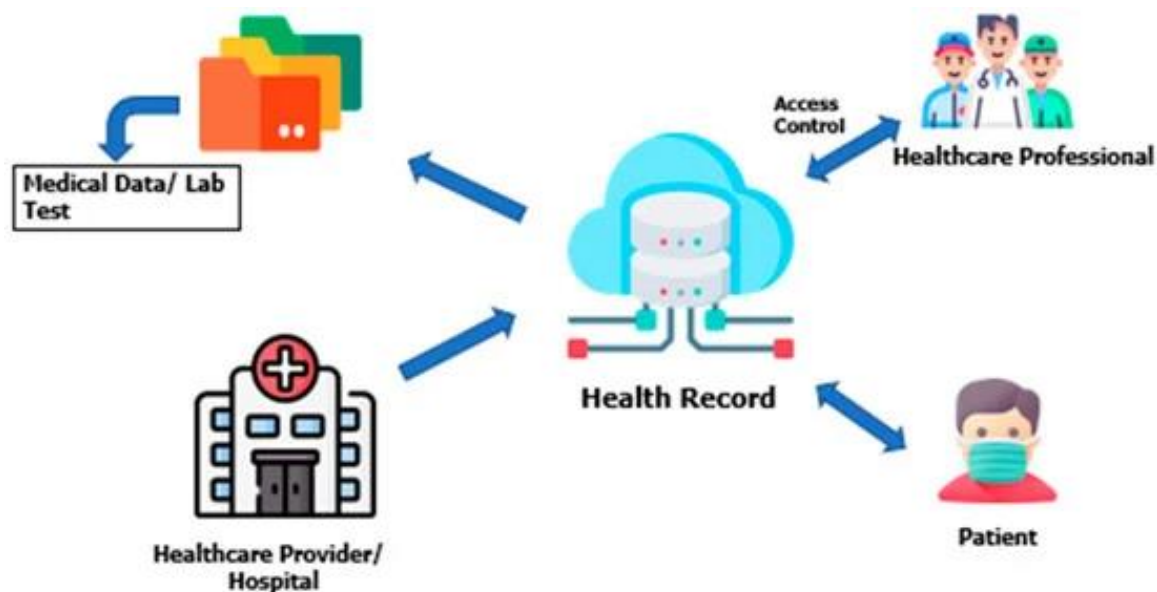 Access
Control
Healthcare Professional
Medical Data/ Lab
Test
Health Record
Healthcare Provider/
Hospital
Patient